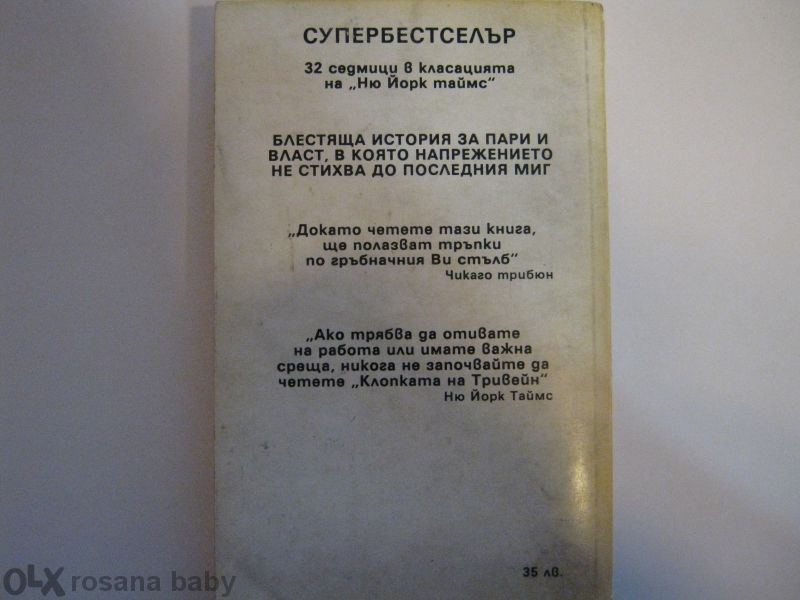 СУПЕРБЕСТСЕЛЪР
32 седмици в класацията
на „Ню Йорк таймс“
БЛЕСТЯЩА ИСТОРИЯ ЗА ПАРИ И
ВЛАСТ, В КОЯТО НАПРЕЖЕНИЕТО
НЕ СТИХВА ДО ПОСЛЕДНИЯ МИГ
„Докато четете тази книга,
ще полазват тръпки
по гръбначния Ви стълб“
Чикаго трибюн
„Ако трябва да отивате
на работа или имате важна
среща, никога не започвайте да
четете „Клопката на Тривейн“
Ню Йорк Таймс
35 лв.
OLX rosana baby